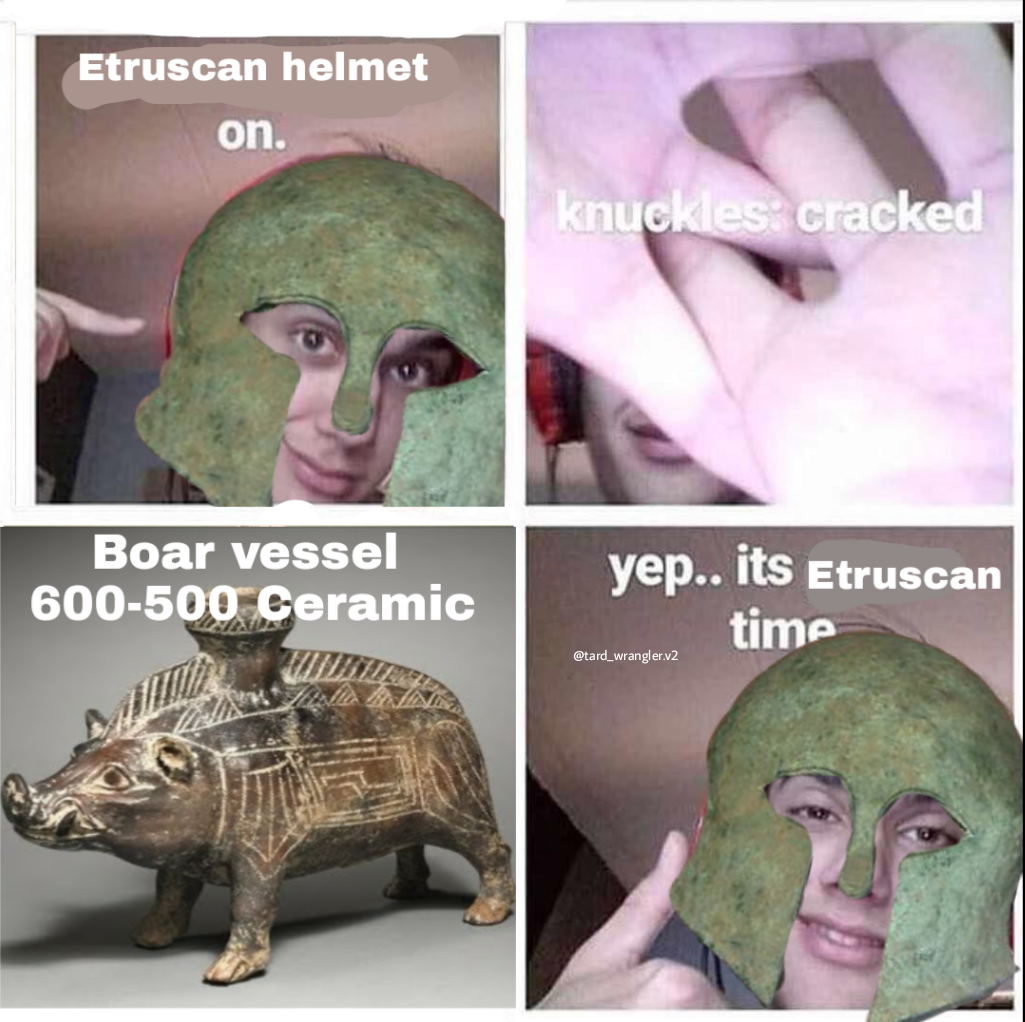 Etruscan helmet
on.
knuckles: cracked
Boar vessel
600-500 Ceramic
yep.. its Etruscan
time
@tard_wrangler.v2